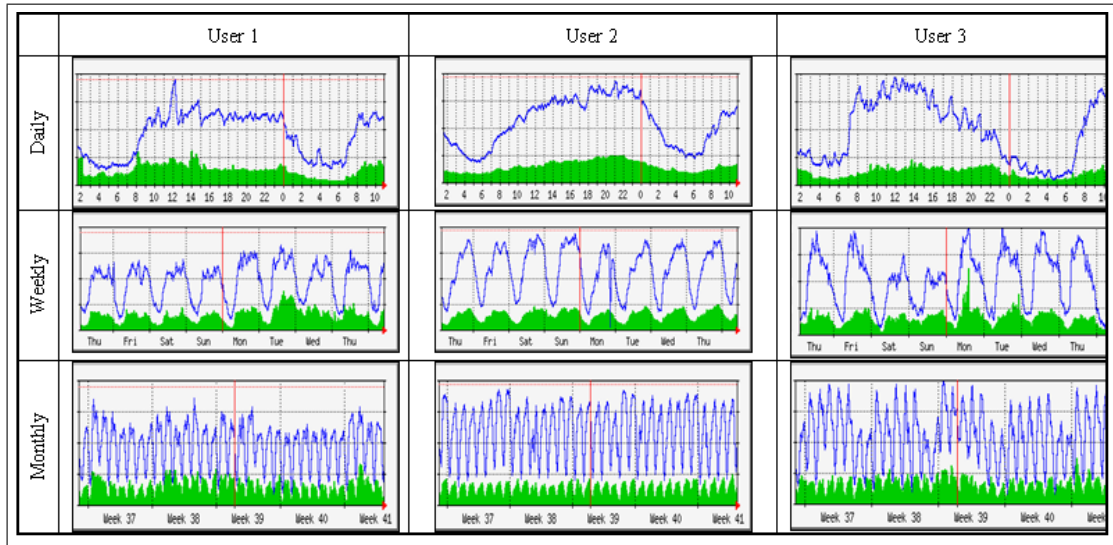 User 1 User 2 User 3
Daily
2 4 6 8 10 12 14 16 18 20 22 0 2 4 6 8 10
2 4 6 8 10 12 14 16 18 20 22 0 2 4 6 8 10
2 4 6 8 10 12 14 16 18 20 22 0 2 4 6 8 10
Weekly
Thu Fri Sat Sun Mon Tue Wed Thu
Thu Fri Sat Sun Mon Tue Wed Thu
Thu Fri Sat Sun Mon Tue Wed Thu
Monthly
Week 37 Week 38 Week 39 Week 40 Week 41
Week 37 Week 38 Week 39 Week 40 Week 41
Week 37 Week 38 Week 39 Week 40 Week